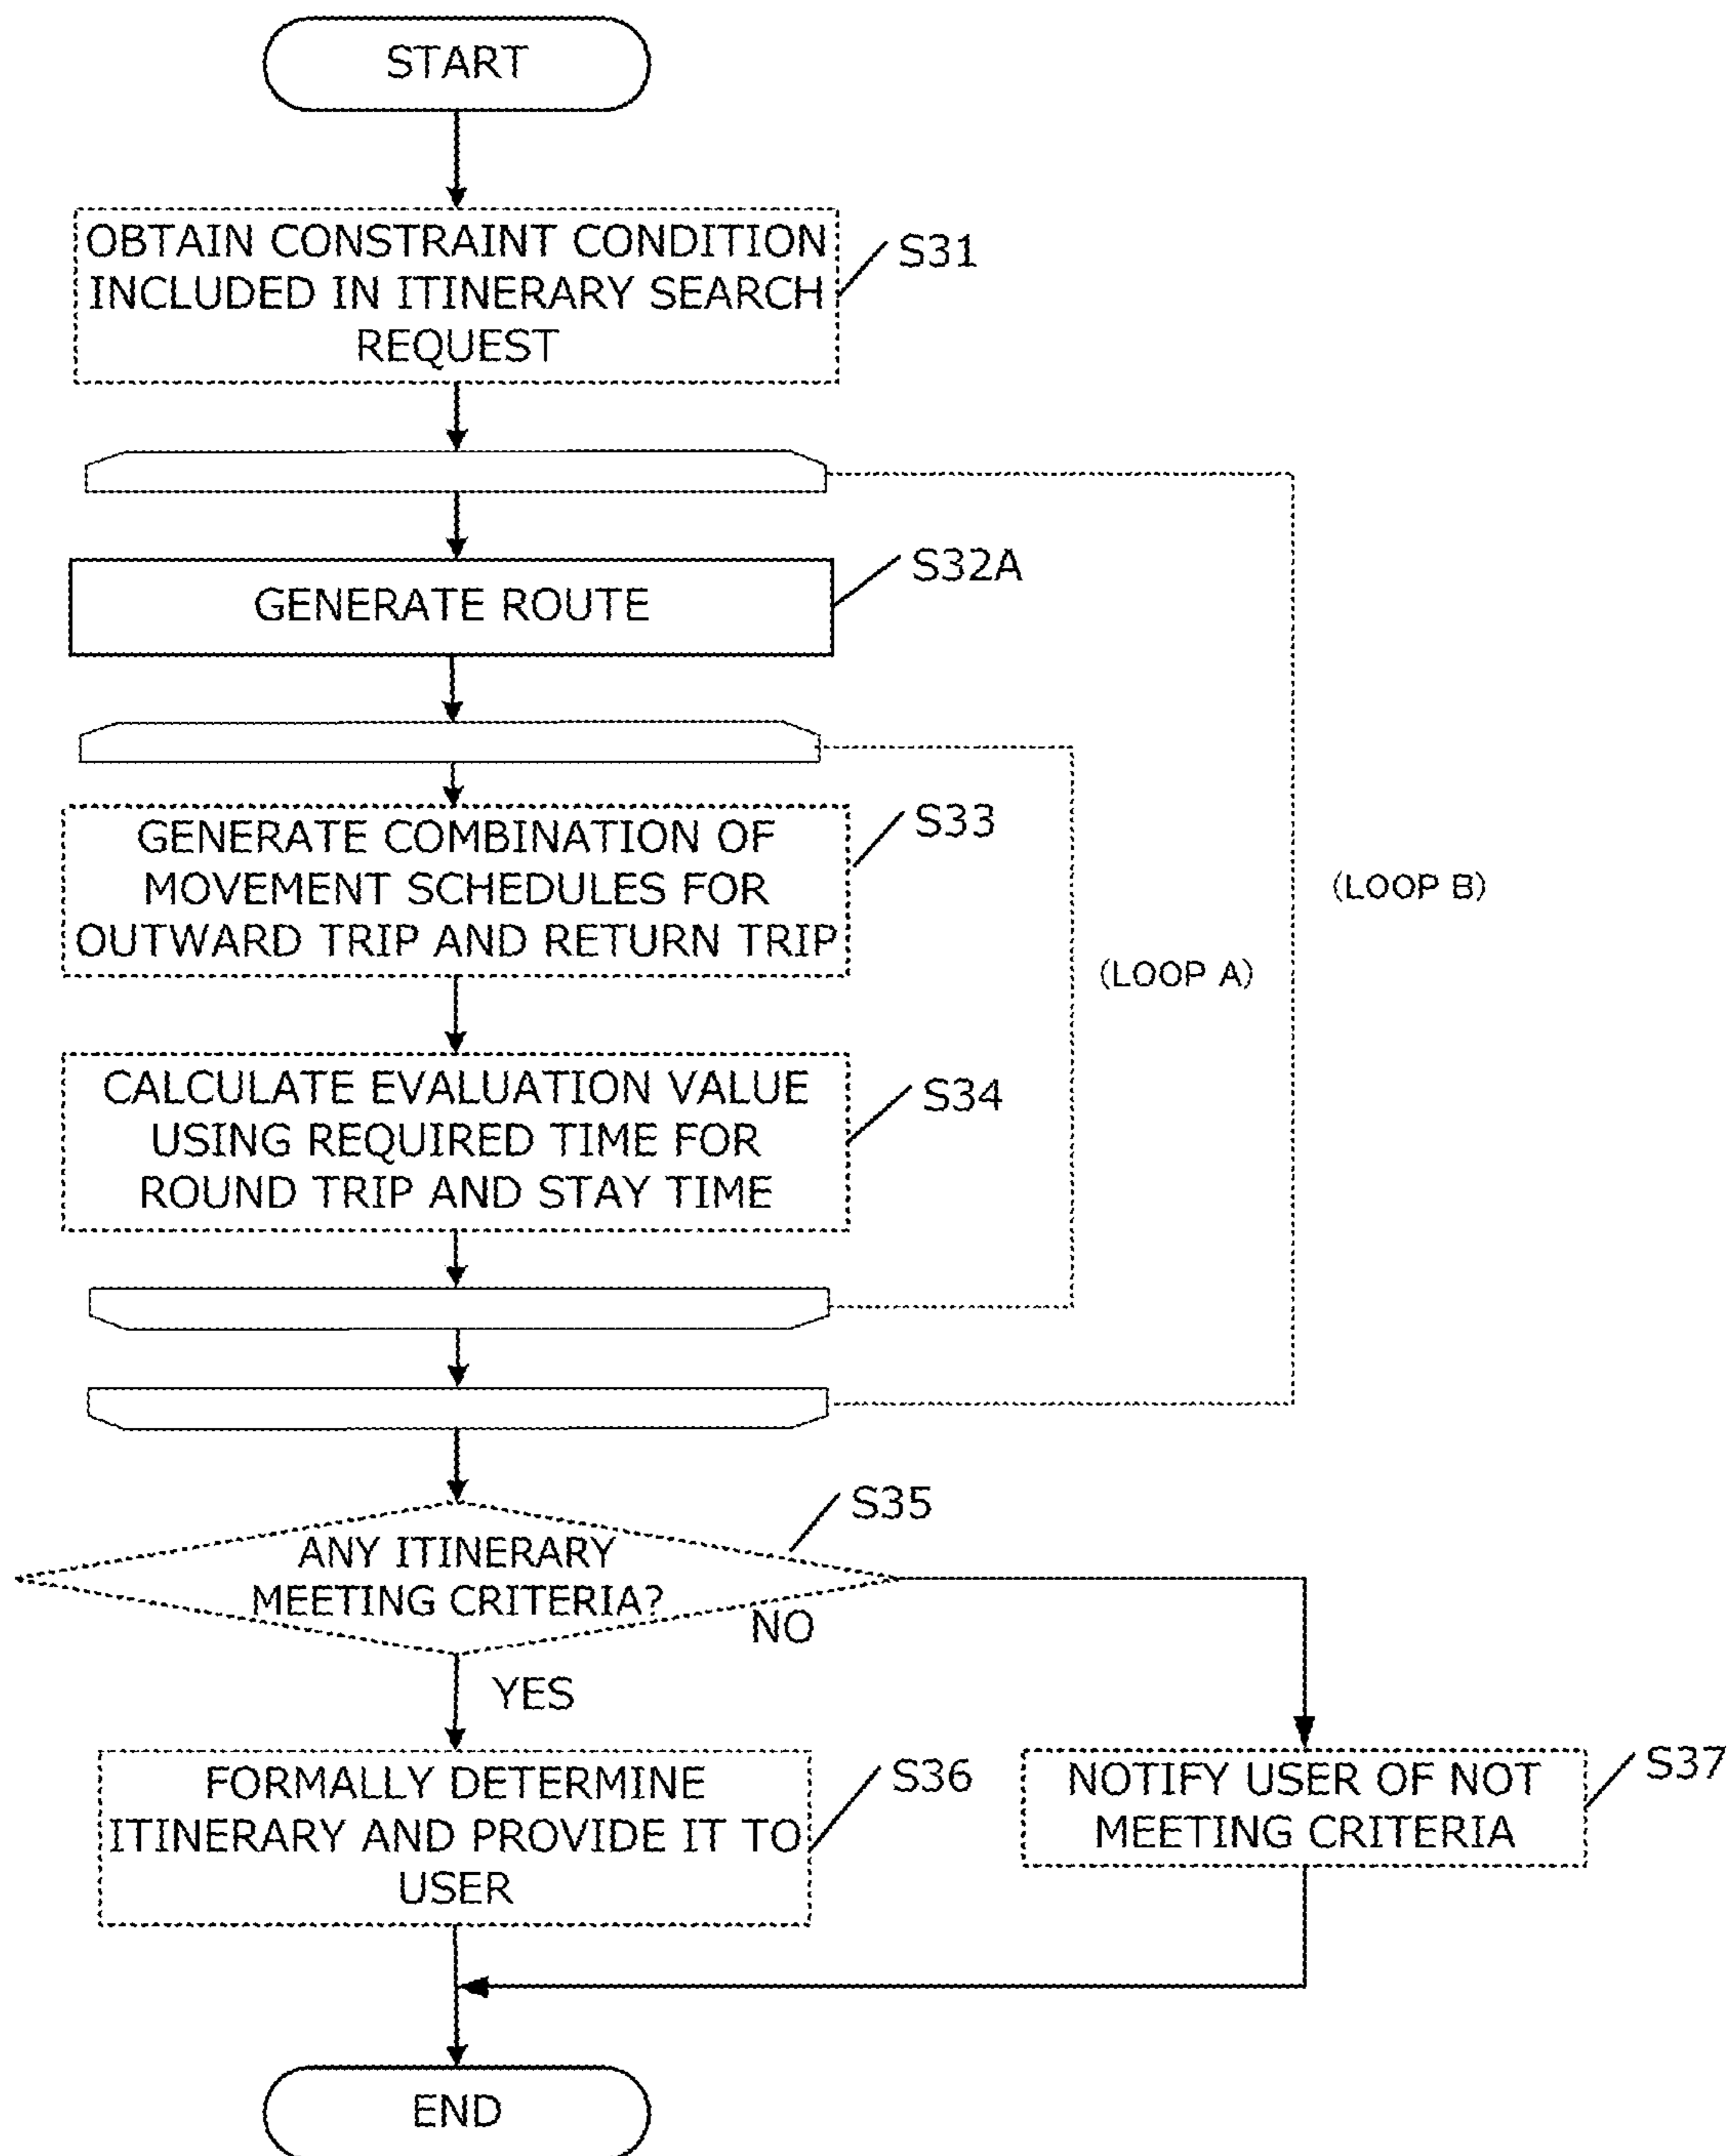 START
OBTAIN CONSTRAINT CONDITION
INCLUDED IN ITINERARY SEARCH
REQUEST
S31
GENERATE ROUTE
S32A
GENERATE COMBINATION OF
MOVEMENT SCHEDULES FOR
OUTWARD TRIP AND RETURN TRIP
S33
(LOOP B)
(LOOP A)
CALCULATE EVALUATION VALUE
USING REQUIRED TIME FOR
ROUND TRIP AND STAY TIME
S34
ANY ITINERARY
MEETING CRITERIA?
S35
NO
YES
FORMALLY DETERMINE
ITINERARY AND PROVIDE IT TO
USER
S36
NOTIFY USER OF NOT
MEETING CRITERIA
S37
END